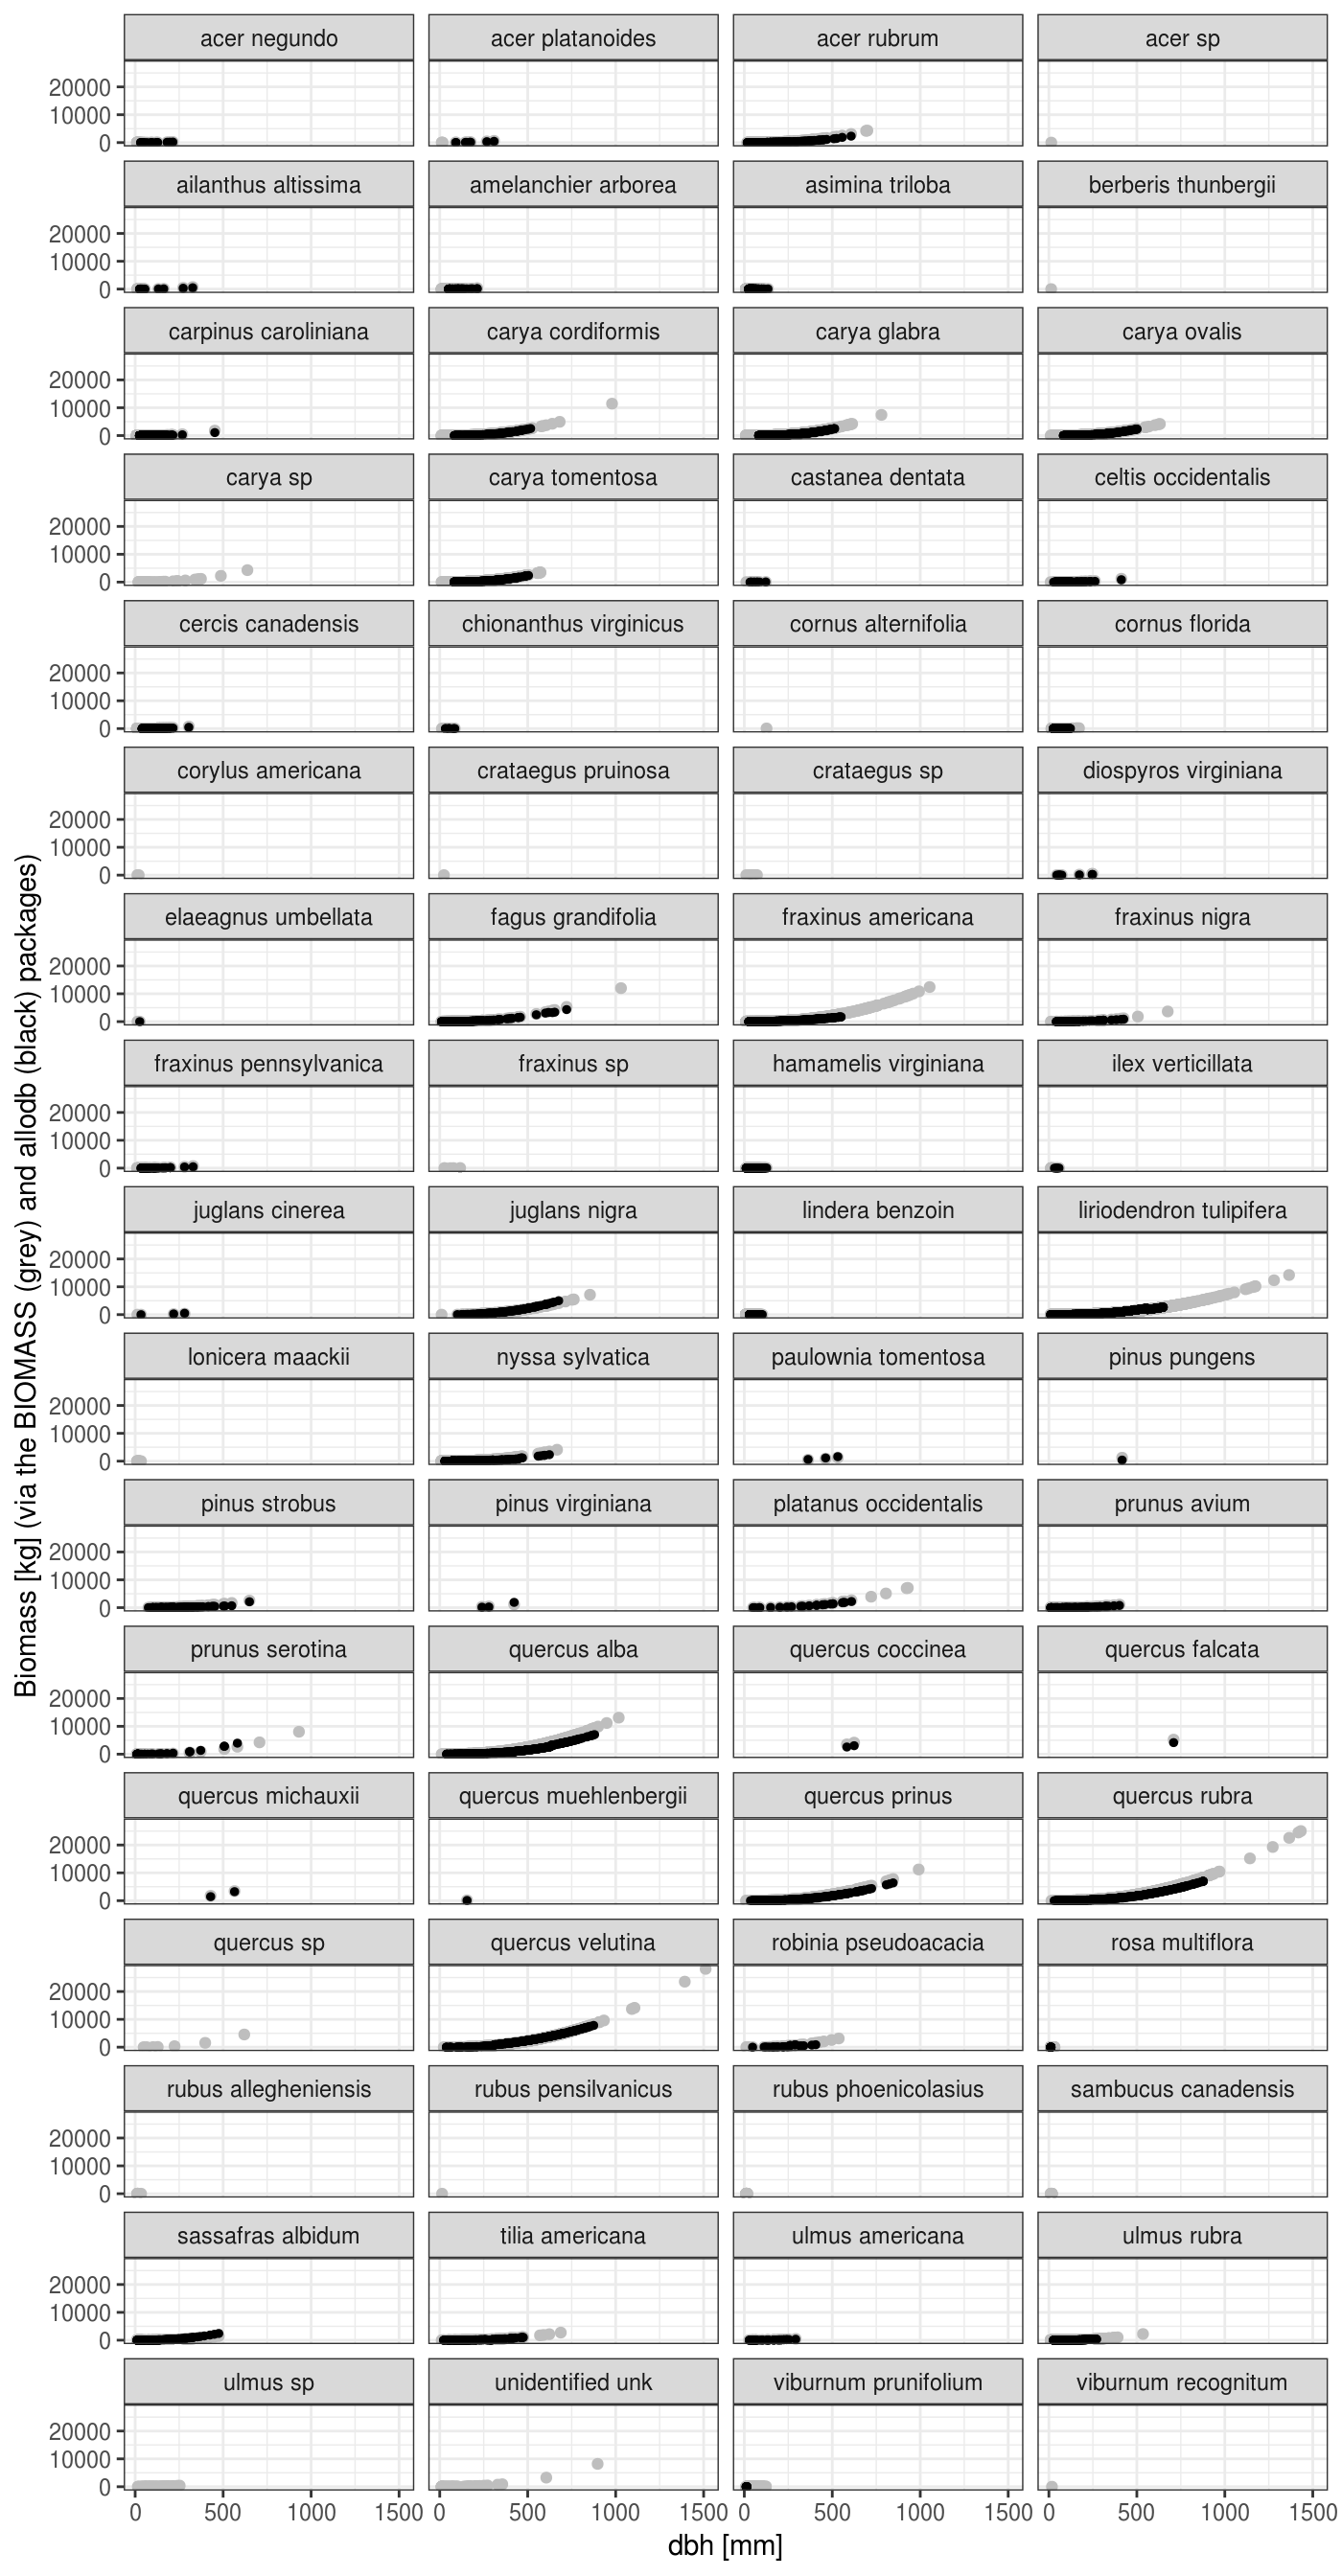 acer negundo acer platanoides acer rubrum acer sp
20000
10000
0
ailanthus altissima amelanchier arborea asimina triloba berberis thunbergii
20000
10000
0
carpinus caroliniana carya cordiformis carya glabra carya ovalis
20000
10000
0
carya sp carya tomentosa castanea dentata celtis occidentalis
20000
10000
0
cercis canadensis chionanthus virginicus cornus alternifolia cornus florida
20000
10000
0
corylus americana crataegus pruinosa crataegus sp diospyros virginiana
20000
10000
0
elaeagnus umbellata fagus grandifolia fraxinus americana fraxinus nigra
20000
10000
0
fraxinus pennsylvanica fraxinus sp hamamelis virginiana ilex verticillata
20000
10000
0
juglans cinerea juglans nigra lindera benzoin liriodendron tulipifera
20000
10000
0
lonicera maackii nyssa sylvatica paulownia tomentosa pinus pungens
20000
10000
0
pinus strobus pinus virginiana platanus occidentalis prunus avium
20000
10000
0
prunus serotina quercus alba quercus coccinea quercus falcata
20000
10000
0
quercus michauxii quercus muehlenbergii quercus prinus quercus rubra
20000
10000
0
quercus sp quercus velutina robinia pseudoacacia rosa multiflora
20000
10000
0
rubus allegheniensis rubus pensilvanicus rubus phoenicolasius sambucus canadensis
20000
10000
0
sassafras albidum tilia americana ulmus americana ulmus rubra
20000
10000
0
ulmus sp unidentified unk viburnum prunifolium viburnum recognitum
20000
10000
0
0 500 1000 1500 0 500 1000 1500 0 500 1000 1500 0 500 1000 1500
dbh [mm]
Biomass [kg] (via the BIOMASS (grey) and allodb (black) packages)